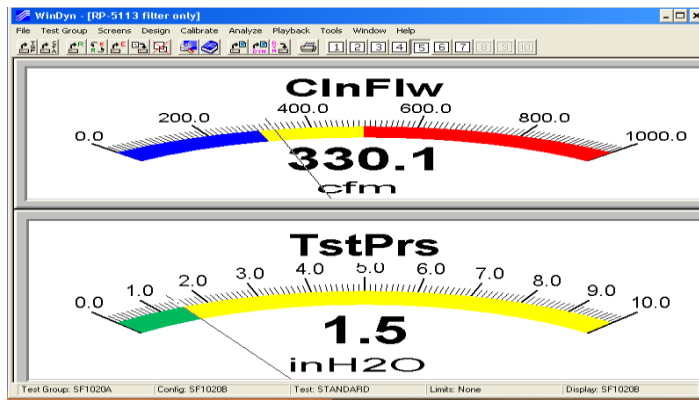 WinDyn - [RP-5113 filter only]
File Test Group Screens Design Calibrate Analyze Playback Tools Window Help
1 2 3 4 5 6 7 8 9 10
ClnFlw
0.0 200.0 400.0 600.0 800.0 1000.0
330.1
cfm
TstPrs
0.0 1.0 2.0 3.0 4.0 5.0 6.0 7.0 8.0 9.0 10.0
1.5
inH2O
Test Group: SF1020A Config: SF1020B Test: STANDARD Limits: None Display: SF1020B